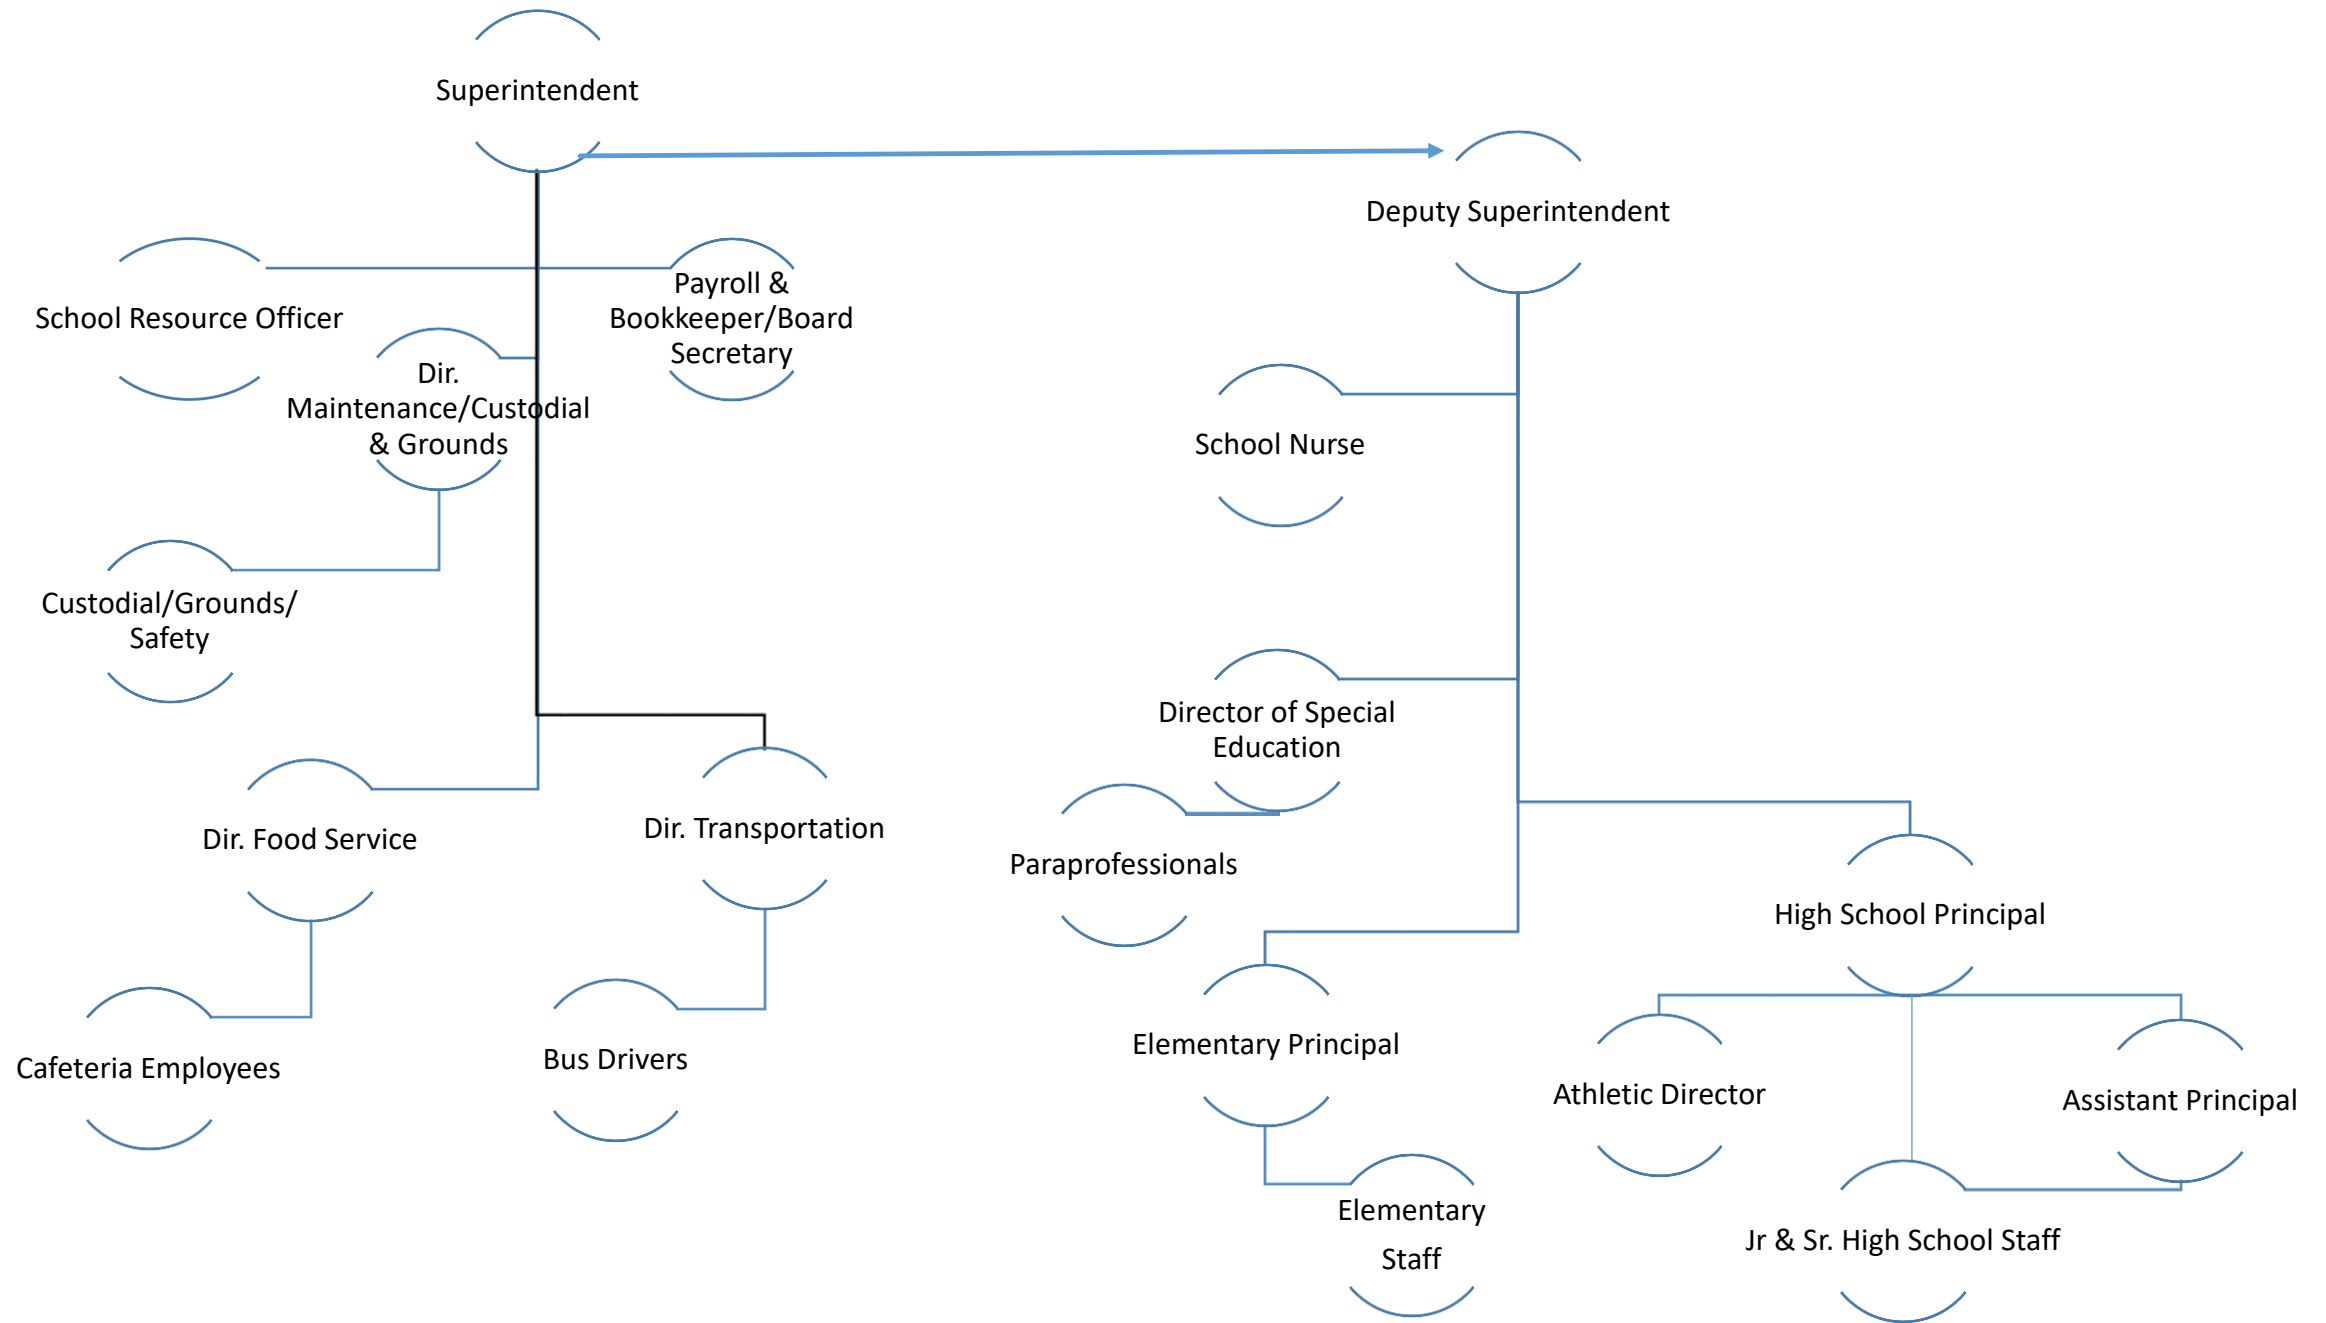 Superintendent
Deputy Superintendent
School Resource Officer
Payroll &
Bookkeeper/Board
Secretary
Dir.
Maintenance/Custodial
& Grounds
School Nurse
Custodial/Grounds/
Safety
Director of Special
Education
Dir. Food Service
Dir. Transportation
Paraprofessionals
High School Principal
Cafeteria Employees
Bus Drivers
Elementary Principal
Athletic Director
Assistant Principal
Elementary
Staff
Jr & Sr. High School Staff